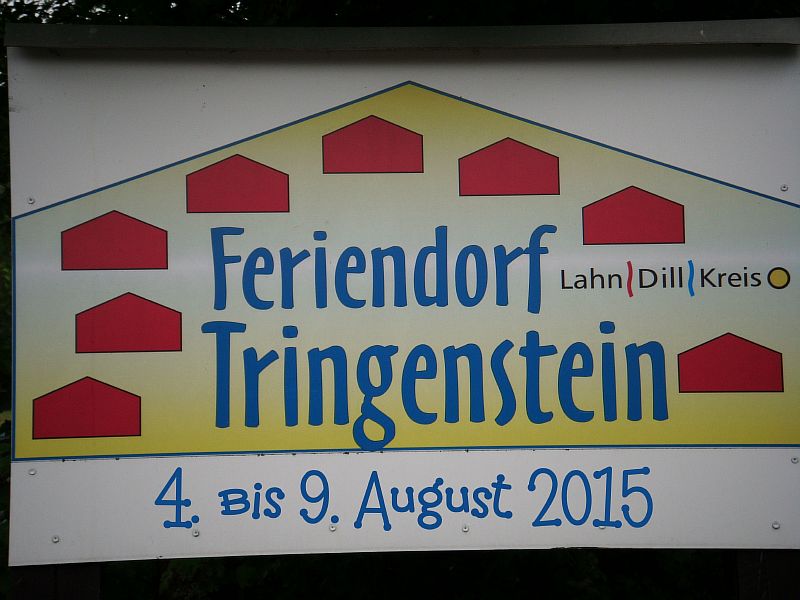 Feriendorf
Lahn Dill Kreis
Tringenstein
4. Bis 9. August 2015